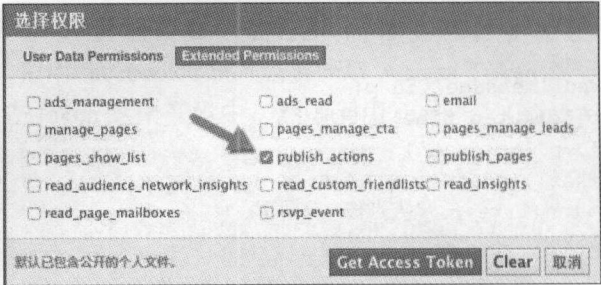 选择权限
User Data Permissions Extended Permissions
ads_management ads_read email
manage_pages pages_manage_cta pages_manage_leads
pages_show_list publish_actions publish_pages
read_audience_network_insights read_custom_friendlists read_insights
read_page_mailboxes rsvp_event
默认已包含公开的个人文件。 Get Access Token Clear 取消